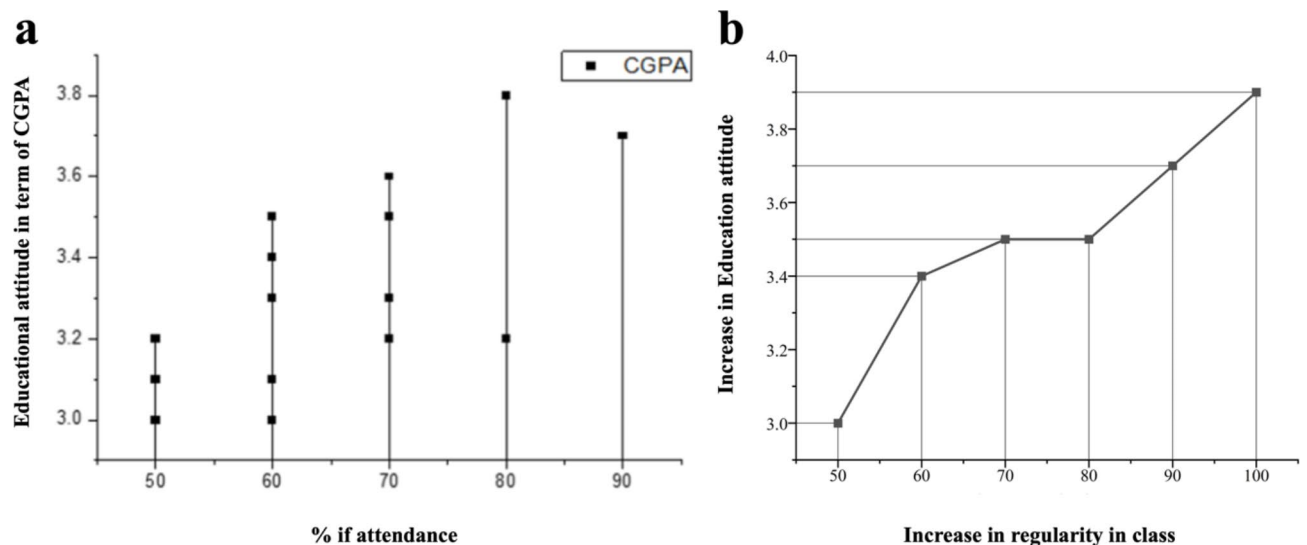 a
Educational attitude in term of CGPA
CGPA
3.8
3.6
3.4
3.2
3.0
50 60 70 80 90
% if attendance
b
Increase in Education attitude
4.0
3.8
3.6
3.4
3.2
3.0
50 60 70 80 90 100
Increase in regularity in class